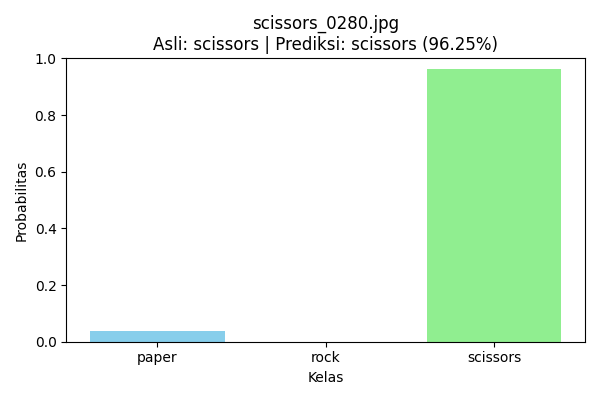 scissors_0280.jpg
Asli: scissors | Prediksi: scissors (96.25%)
1.0
0.8
0.6
0.4
0.2
0.0
Probabilitas
paper rock scissors
Kelas